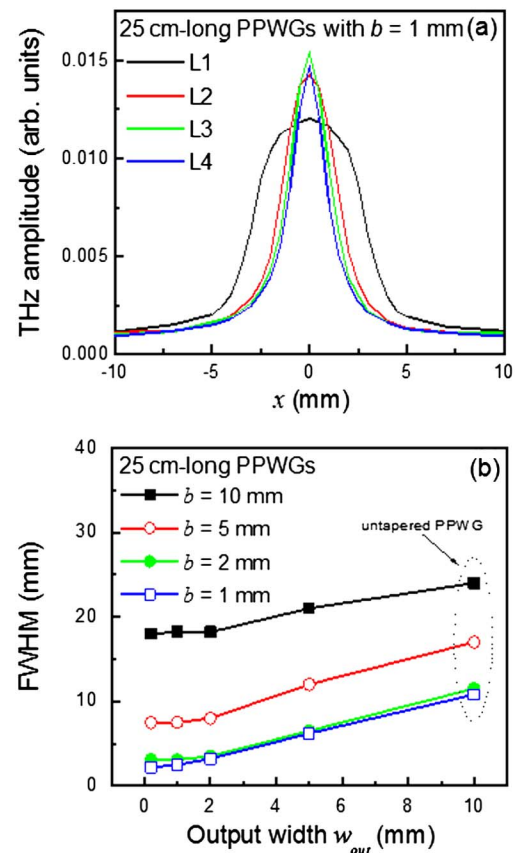 25 cm-long PPWGs with b = 1 mm (a)
L1
L2
L3
L4
THz amplitude (arb. units)
0.015
0.010
0.005
0.000
-10 -5 0 5 10
x (mm)
25 cm-long PPWGs (b)
b = 10 mm
b = 5 mm
b = 2 mm
b = 1 mm
untapered PPWG
FWHM (mm)
40
30
20
10
0
0 2 4 6 8 10
Output width w_out (mm)